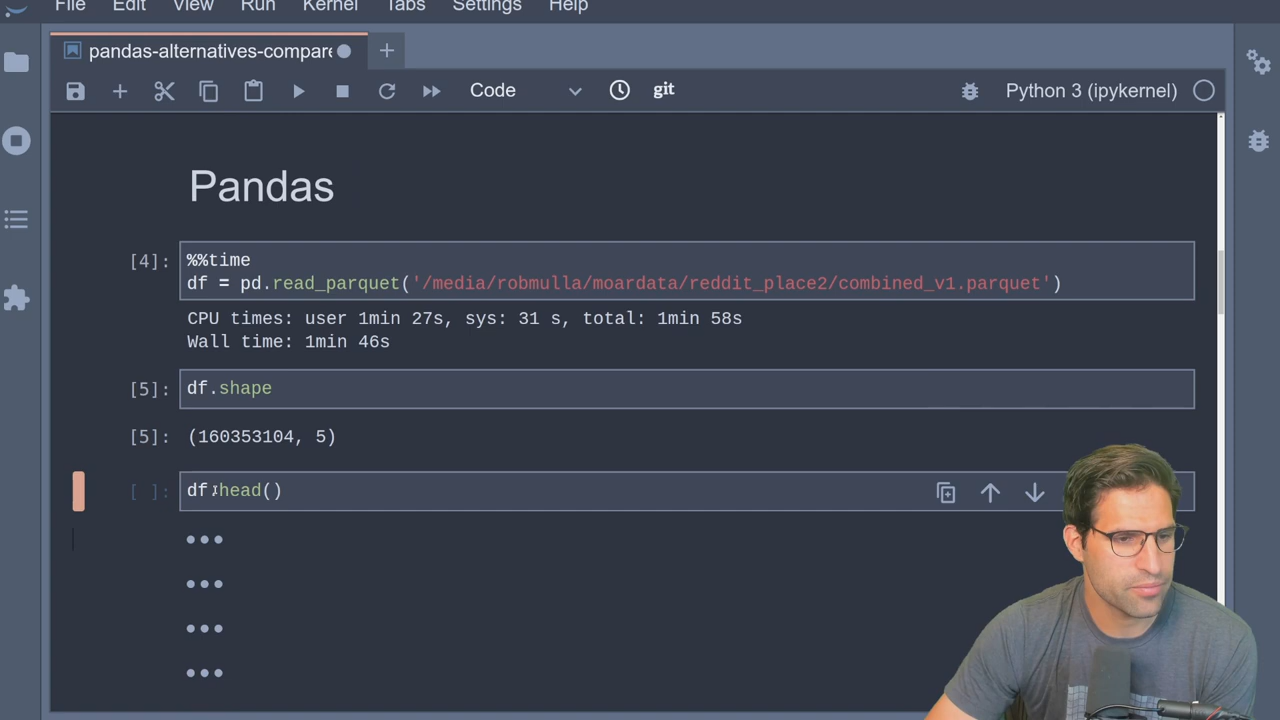 File Edit View Run Kernel Tabs Settings Help
pandas-alternatives-compare
Code git Python 3 (ipykernel)
Pandas
[4]: %%time
df = pd.read_parquet('/media/robmulla/moardata/reddit_place2/combined_v1.parquet')
CPU times: user 1min 27s, sys: 31 s, total: 1min 58s
Wall time: 1min 46s
[5]: df.shape
[5]: (160353104, 5)
[ ]: df.head()